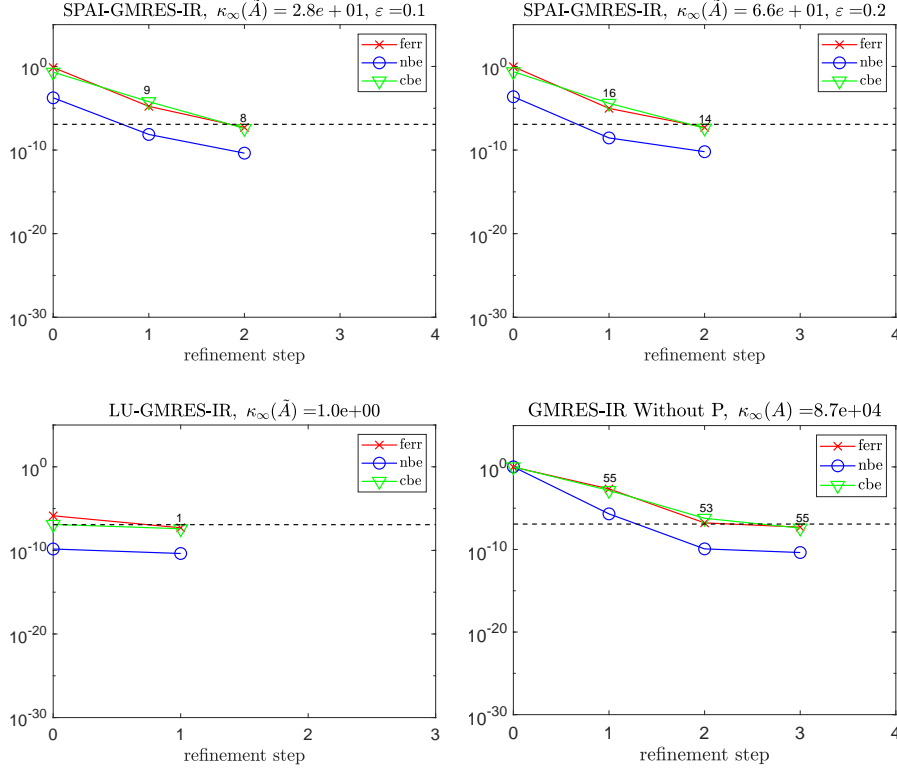 SPAI-GMRES-IR, κ∞(Ã) = 2.8e + 01, ε =0.1
ferr
nbe
cbe
10^0
10^-10
10^-20
10^-30
9
8
0 1 2 3 4
refinement step
SPAI-GMRES-IR, κ∞(Ã) = 6.6e + 01, ε =0.2
ferr
nbe
cbe
10^0
10^-10
10^-20
10^-30
16
14
0 1 2 3 4
refinement step
LU-GMRES-IR, κ∞(Ã) =1.0e+00
ferr
nbe
cbe
10^0
10^-10
10^-20
10^-30
1
0 1 2 3
refinement step
GMRES-IR Without P, κ∞(A) =8.7e+04
ferr
nbe
cbe
10^0
10^-10
10^-20
10^-30
55
53
55
0 1 2 3 4
refinement step